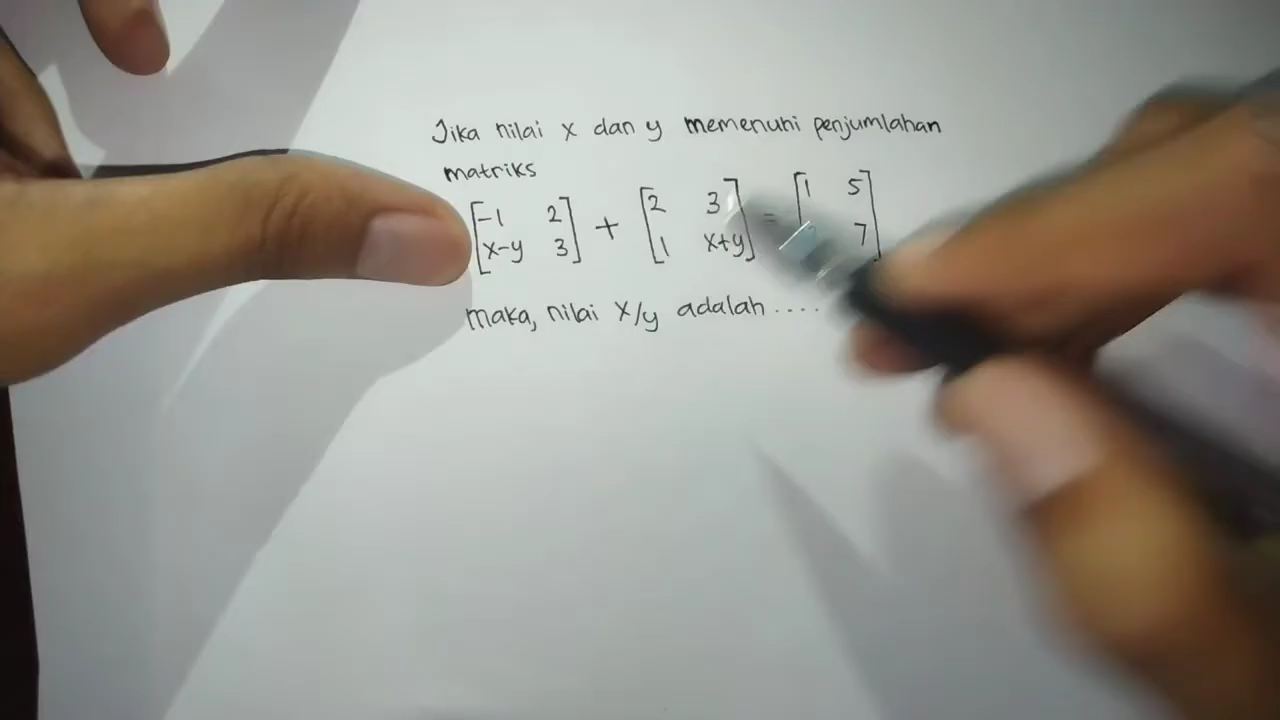 Jika nilai x dan y memenuhi penjumlahan
matriks
[-1 2] + [2 3] = [1 5]
[x-y 3] [1 x+y] [7]
maka, nilai x/y adalah ....